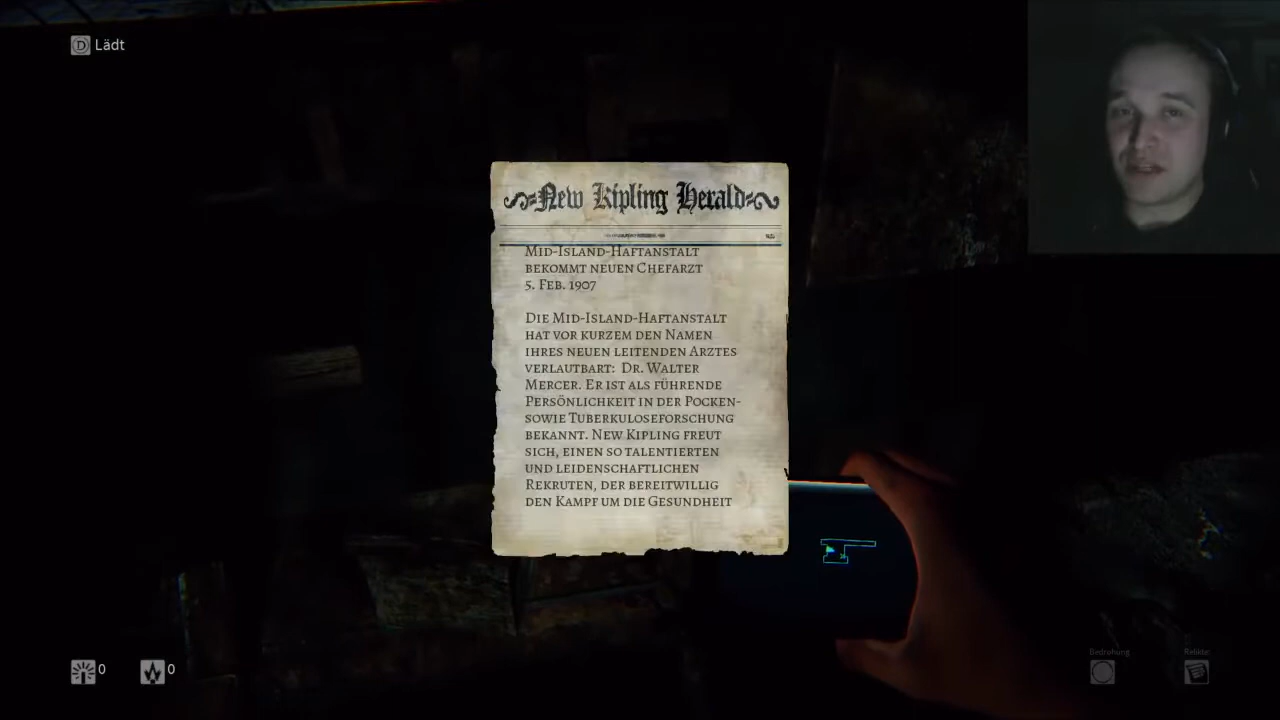 Lädt
New Kipling Herald
Mid-Island-Haftanstalt
bekommt neuen Chefarzt
5. Feb. 1907
Die Mid-Island-Haftanstalt
hat vor kurzem den Namen
ihres neuen leitenden Arztes
verlautbart: Dr. Walter
Mercer. Er ist als führende
Persönlichkeit in der Pocken-
sowie Tuberkuloseforschung
bekannt. New Kipling freut
sich, einen so talentierten
und leidenschaftlichen
Rekruten, der bereitwillig
den Kampf um die Gesundheit
0
0
Bedrohung
Relikte: